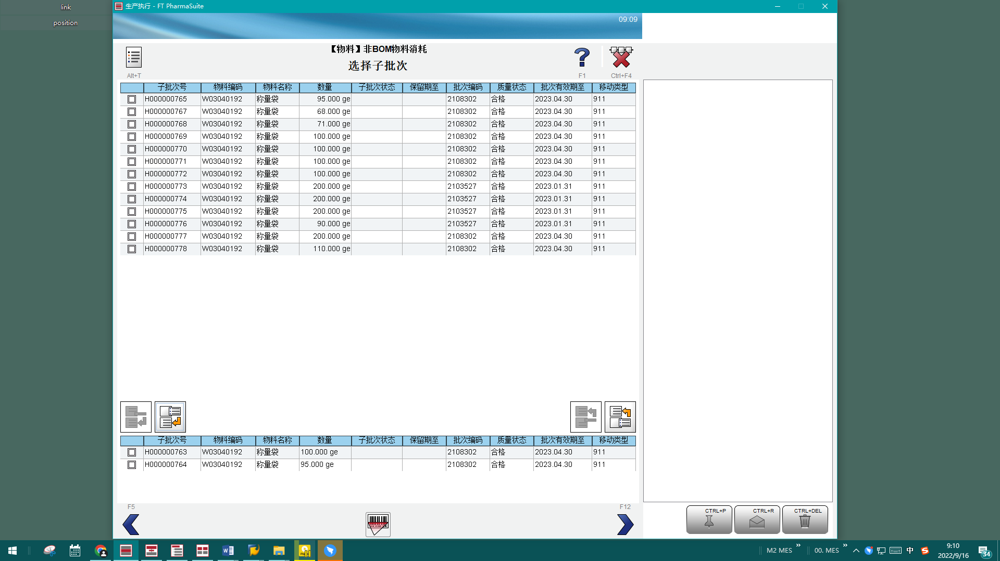 link
position
生产执行 - FT PharmaSuite
09:09
【物料】非BOM物料消耗
选择子批次
Alt+T
F1
Ctrl+F4
子批次号 物料编码 物料名称 数量 子批次状态 保留期至 批次编码 质量状态 批次有效期至 移动类型
H000000765 W03040192 称量袋 95.000 ge 2108302 合格 2023.04.30 911
H000000767 W03040192 称量袋 68.000 ge 2108302 合格 2023.04.30 911
H000000768 W03040192 称量袋 71.000 ge 2108302 合格 2023.04.30 911
H000000769 W03040192 称量袋 100.000 ge 2108302 合格 2023.04.30 911
H000000770 W03040192 称量袋 100.000 ge 2108302 合格 2023.04.30 911
H000000771 W03040192 称量袋 100.000 ge 2108302 合格 2023.04.30 911
H000000772 W03040192 称量袋 100.000 ge 2108302 合格 2023.04.30 911
H000000773 W03040192 称量袋 200.000 ge 2103527 合格 2023.01.31 911
H000000774 W03040192 称量袋 200.000 ge 2103527 合格 2023.01.31 911
H000000775 W03040192 称量袋 200.000 ge 2103527 合格 2023.01.31 911
H000000776 W03040192 称量袋 90.000 ge 2103527 合格 2023.01.31 911
H000000777 W03040192 称量袋 200.000 ge 2108302 合格 2023.04.30 911
H000000778 W03040192 称量袋 110.000 ge 2108302 合格 2023.04.30 911
子批次号 物料编码 物料名称 数量 子批次状态 保留期至 批次编码 质量状态 批次有效期至 移动类型
H000000763 W03040192 称量袋 100.000 ge 2108302 合格 2023.04.30 911
H000000764 W03040192 称量袋 95.000 ge 2108302 合格 2023.04.30 911
F5
F12
CTRL+P
CTRL+R
CTRL+DEL
M2 MES
00. MES
中
9:10
2022/9/16
34